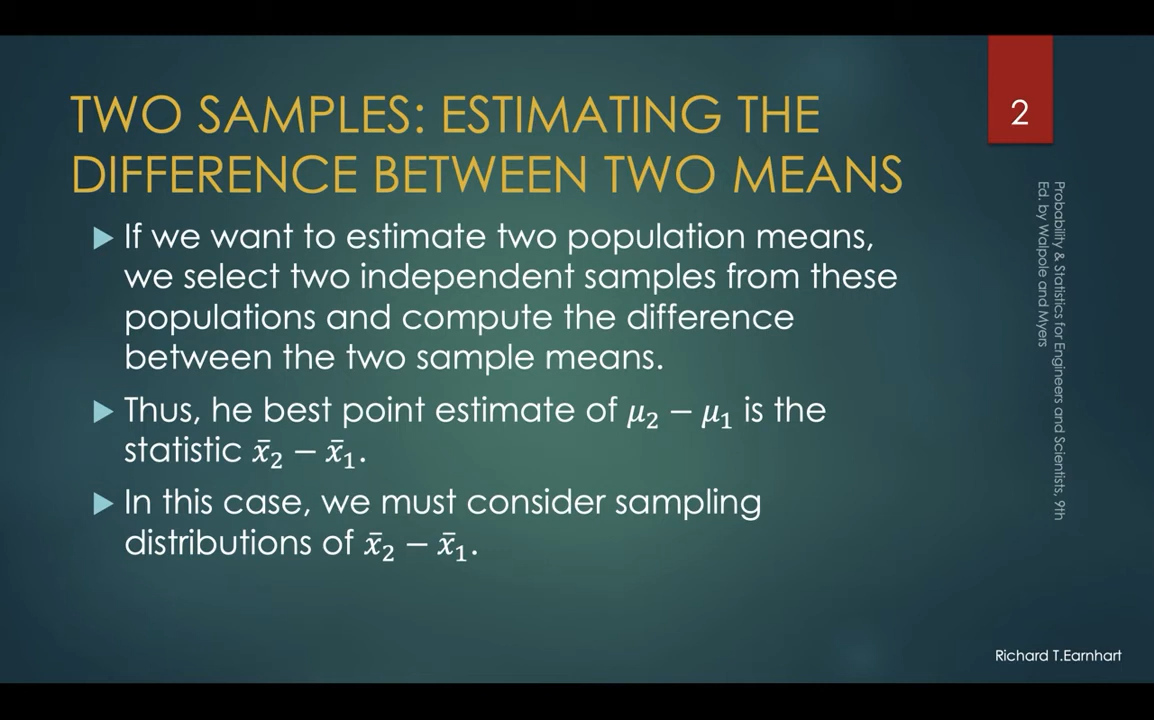 TWO SAMPLES: ESTIMATING THE
DIFFERENCE BETWEEN TWO MEANS
2
If we want to estimate two population means,
we select two independent samples from these
populations and compute the difference
between the two sample means.
Thus, he best point estimate of μ₂ − μ₁ is the
statistic x̄₂ − x̄₁.
In this case, we must consider sampling
distributions of x̄₂ − x̄₁.
Probability & Statistics for Engineers and Scientists, 9th
Ed. by Walpole and Myers
Richard T.Earnhart